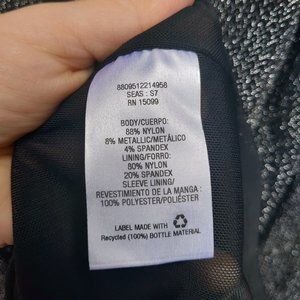 8809512214958
SEAS : S7
RN 15099
BODY/CUERPO:
88% NYLON
8% METALLIC/METÁLICO
4% SPANDEX
LINING/FORRO:
80% NYLON
20% SPANDEX
SLEEVE LINING/
REVESTIMIENTO DE LA MANGA :
100% POLYESTER/POLIÉSTER
LABEL MADE WITH
Recycled (100%) BOTTLE MATERIAL